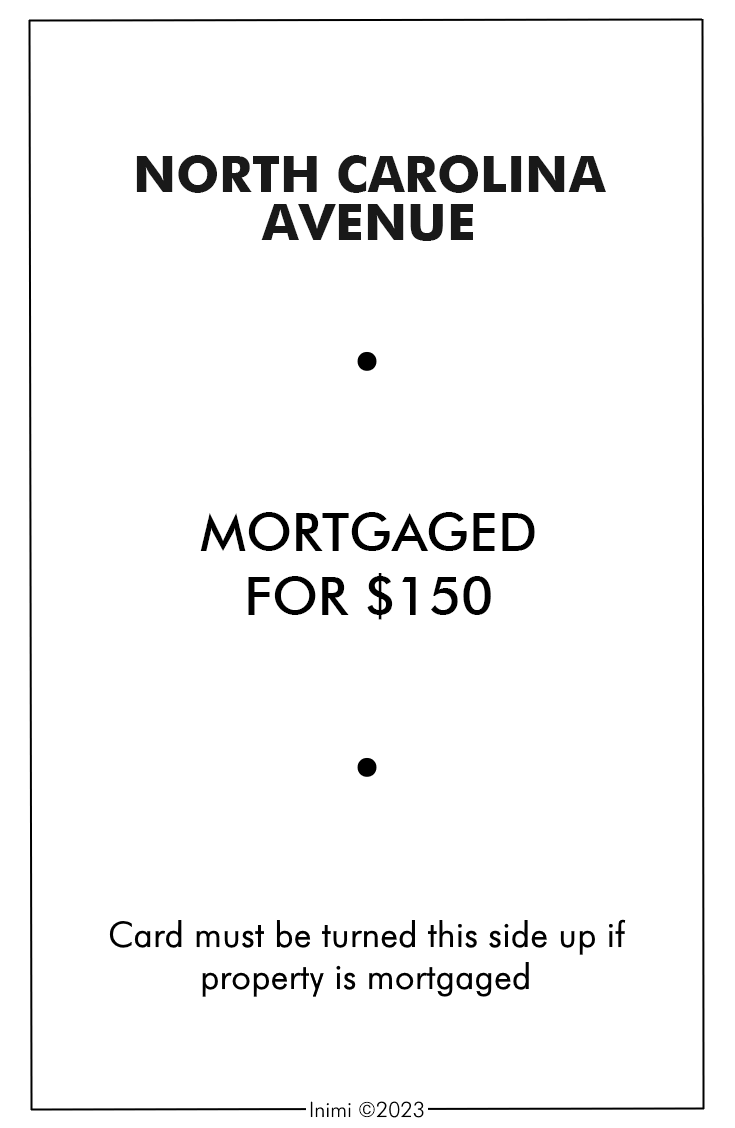 NORTH CAROLINA
AVENUE
MORTGAGED
FOR $150
Card must be turned this side up if
property is mortgaged
Inimi ©2023